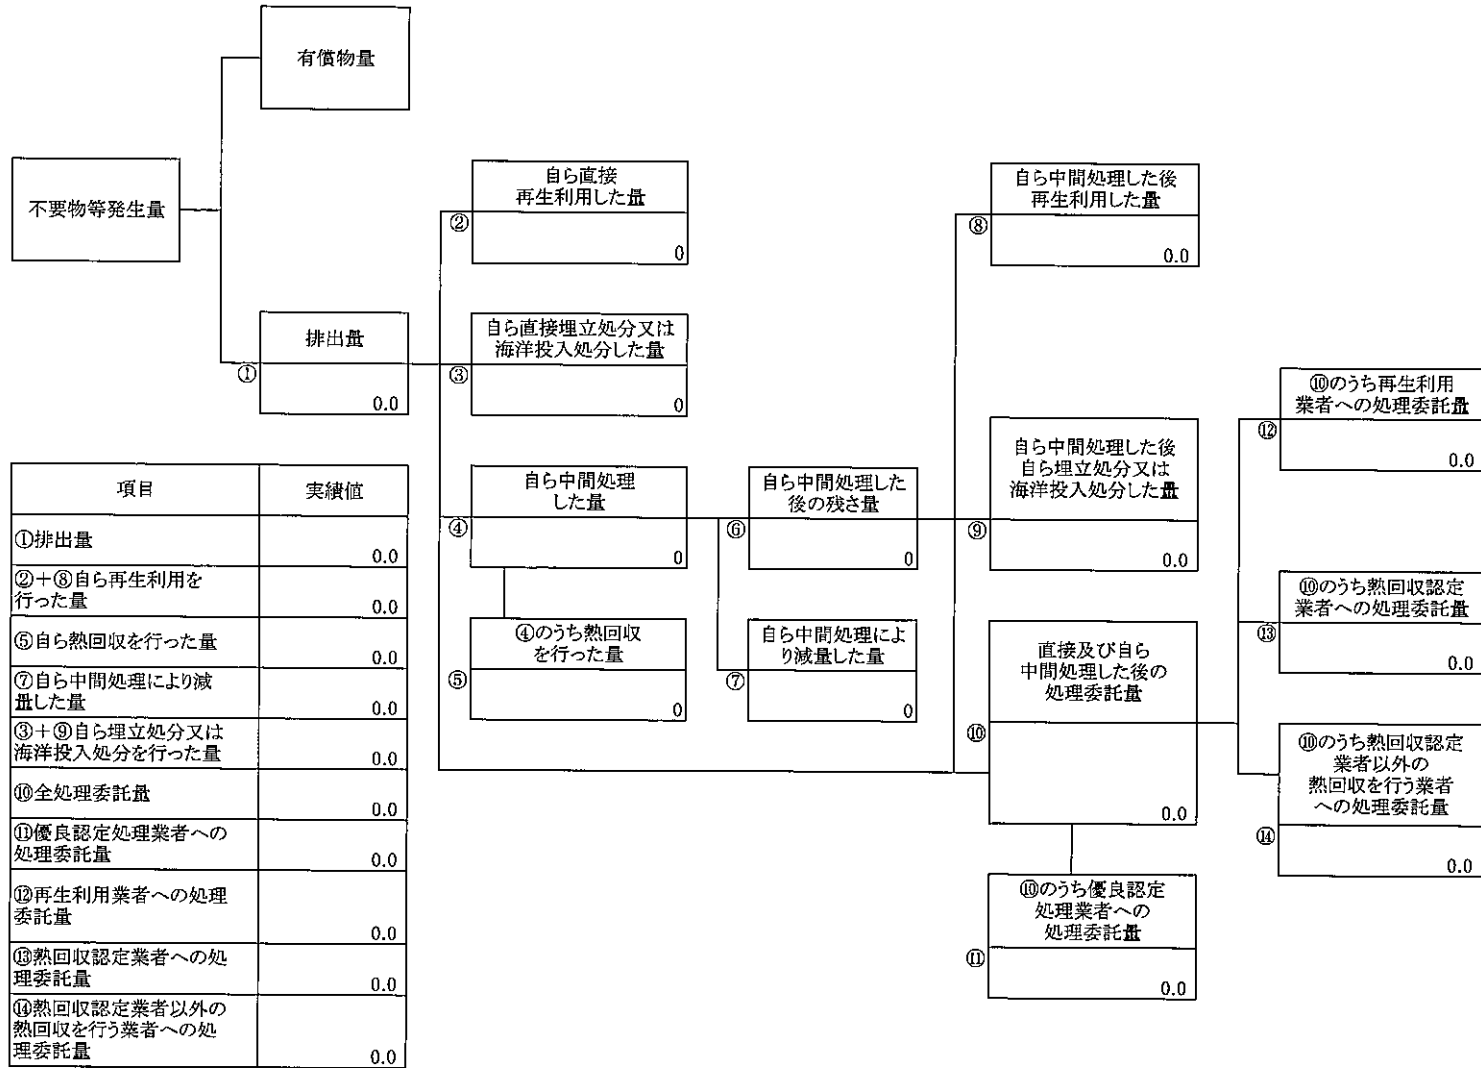 有償物量
不要物等発生量
排出量
①
0.0
自ら直接
再生利用した量
②
0
自ら直接埋立処分又は
海洋投入処分した量
③
0
自ら中間処理
した量
④
0
④のうち熱回収
を行った量
⑤
0
自ら中間処理した
後の残さ量
⑥
0
自ら中間処理によ
り減量した量
⑦
0
自ら中間処理した後
再生利用した量
⑧
0.0
自ら中間処理した後
自ら埋立処分又は
海洋投入処分した量
⑨
0.0
直接及び自ら
中間処理した後の
処理委託量
⑩
0.0
⑩のうち優良認定
処理業者への
処理委託量
⑪
0.0
⑩のうち再生利用
業者への処理委託量
⑫
0.0
⑩のうち熱回収認定
業者への処理委託量
⑬
0.0
⑩のうち熱回収認定
業者以外の
熱回収を行う業者
への処理委託量
⑭
0.0
項目 実績値
①排出量 0.0
②+⑧自ら再生利用を
行った量 0.0
⑤自ら熱回収を行った量 0.0
⑦自ら中間処理により減
量した量 0.0
③+⑨自ら埋立処分又は
海洋投入処分を行った量 0.0
⑩全処理委託量 0.0
⑪優良認定処理業者への
処理委託量 0.0
⑫再生利用業者への処理
委託量 0.0
⑬熱回収認定業者への処
理委託量 0.0
⑭熱回収認定業者以外の
熱回収を行う業者への処
理委託量 0.0